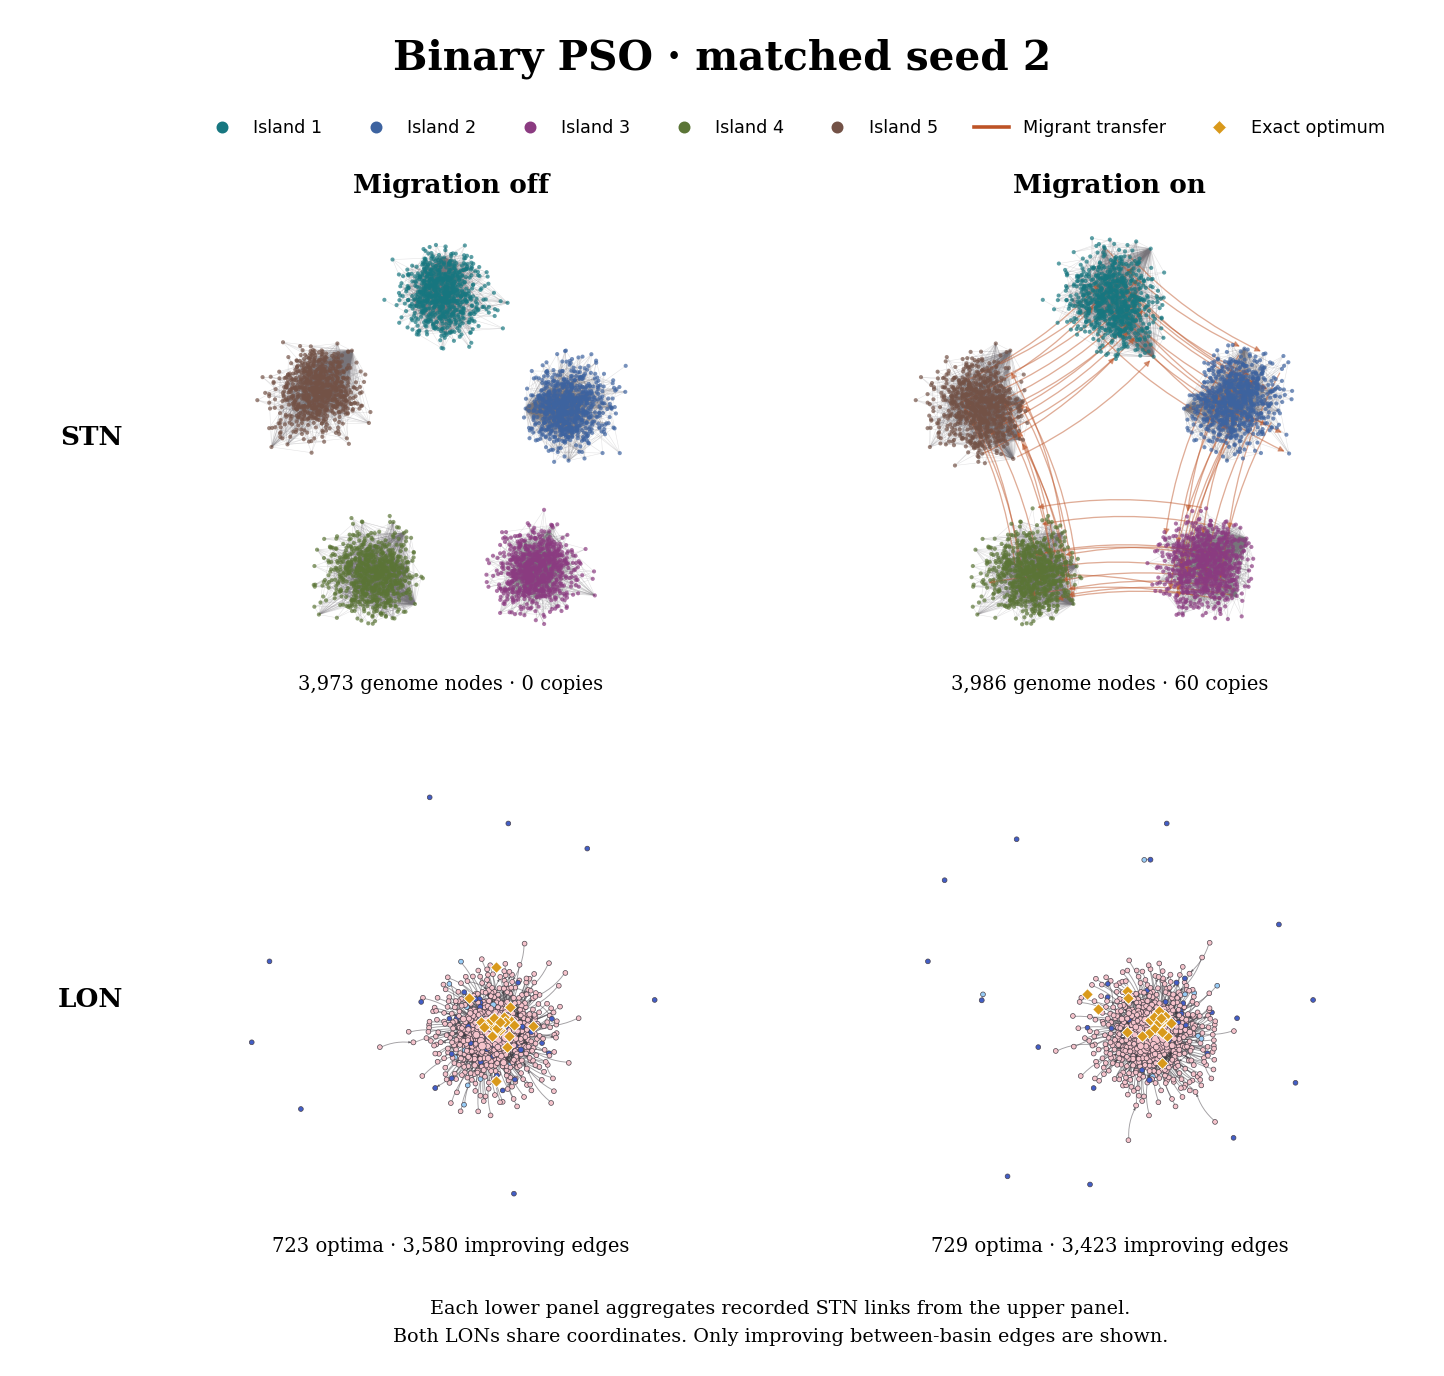 Binary PSO · matched seed 2
Island 1 Island 2 Island 3 Island 4 Island 5 Migrant transfer Exact optimum
Migration off Migration on
STN
3,973 genome nodes · 0 copies 3,986 genome nodes · 60 copies
LON
723 optima · 3,580 improving edges 729 optima · 3,423 improving edges
Each lower panel aggregates recorded STN links from the upper panel.
Both LONs share coordinates. Only improving between-basin edges are shown.